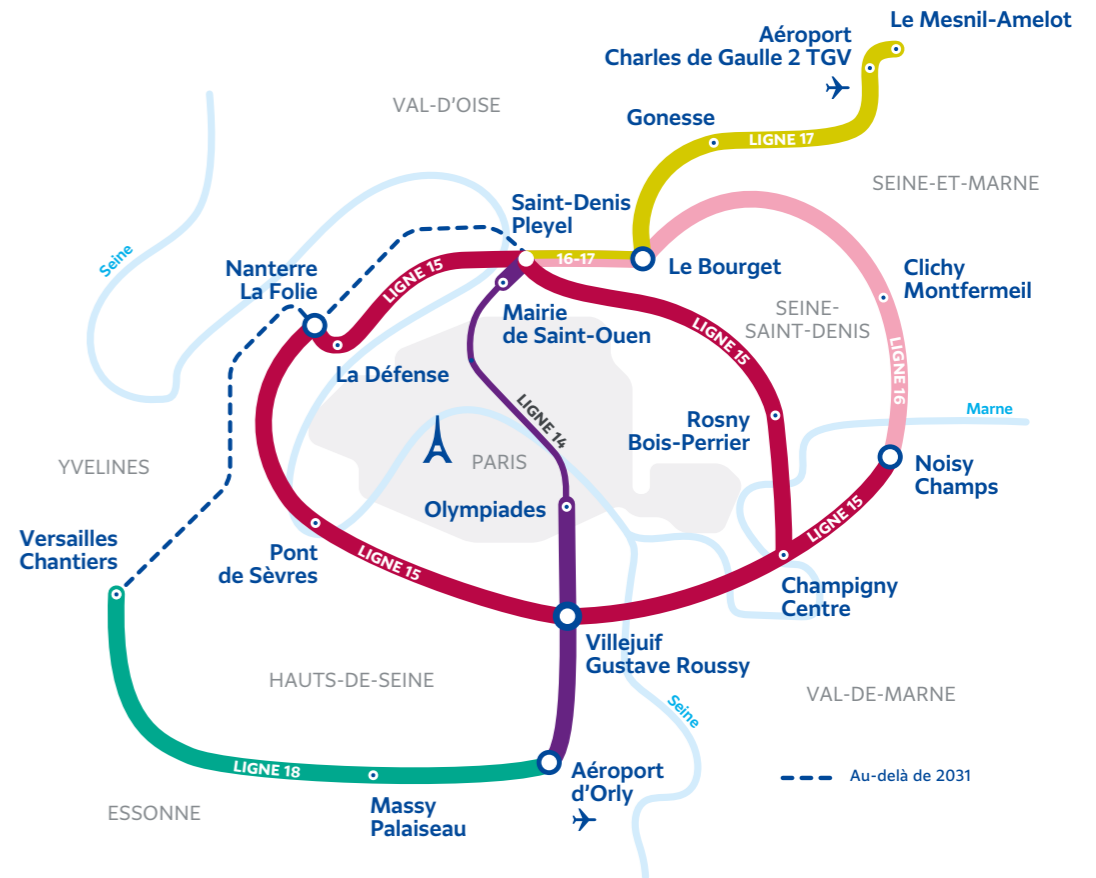 Le Mesnil-Amelot
Aéroport
Charles de Gaulle 2 TGV
VAL-D'OISE
Gonesse
LIGNE 17
SEINE-ET-MARNE
Saint-Denis
Pleyel
Seine
16-17
Le Bourget
Nanterre
La Folie
LIGNE 15
Clichy
Montfermeil
Mairie
de Saint-Ouen
SEINE-
SAINT-DENIS
LIGNE 15
La Défense
LIGNE 16
LIGNE 14
Marne
Rosny
Bois-Perrier
YVELINES
PARIS
Noisy
Champs
Olympiades
LIGNE 15
Versailles
Chantiers
Pont
de Sèvres
LIGNE 15
Champigny
Centre
Villejuif
Gustave Roussy
HAUTS-DE-SEINE
VAL-DE-MARNE
Seine
LIGNE 18
Aéroport
d'Orly
Au-delà de 2031
ESSONNE
Massy
Palaiseau